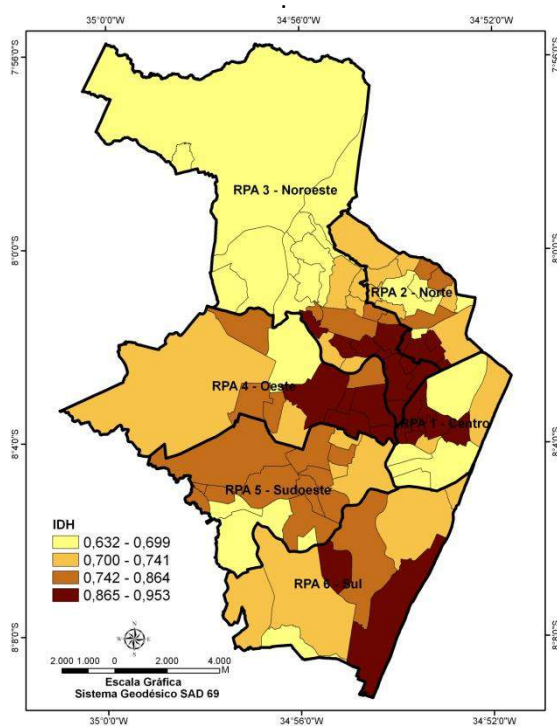 35°0'0"W 34°56'0"W 34°52'0"W
7°56'0"S 7°56'0"S
RPA 3 - Noroeste
8°0'0"S 8°0'0"S
RPA 2 - Norte
RPA 4 - Oeste
RPA 1 - Centro
8°4'0"S 8°4'0"S
RPA 5 - Sudoeste
IDH
0,632 - 0,699
0,700 - 0,741
0,742 - 0,864
0,865 - 0,953
RPA 6 - Sul
N
W E
S
8°8'0"S 8°8'0"S
2.000 1.000 0 2.000 4.000
M
Escala Gráfica
Sistema Geodésico SAD 69
35°0'0"W 34°56'0"W 34°52'0"W